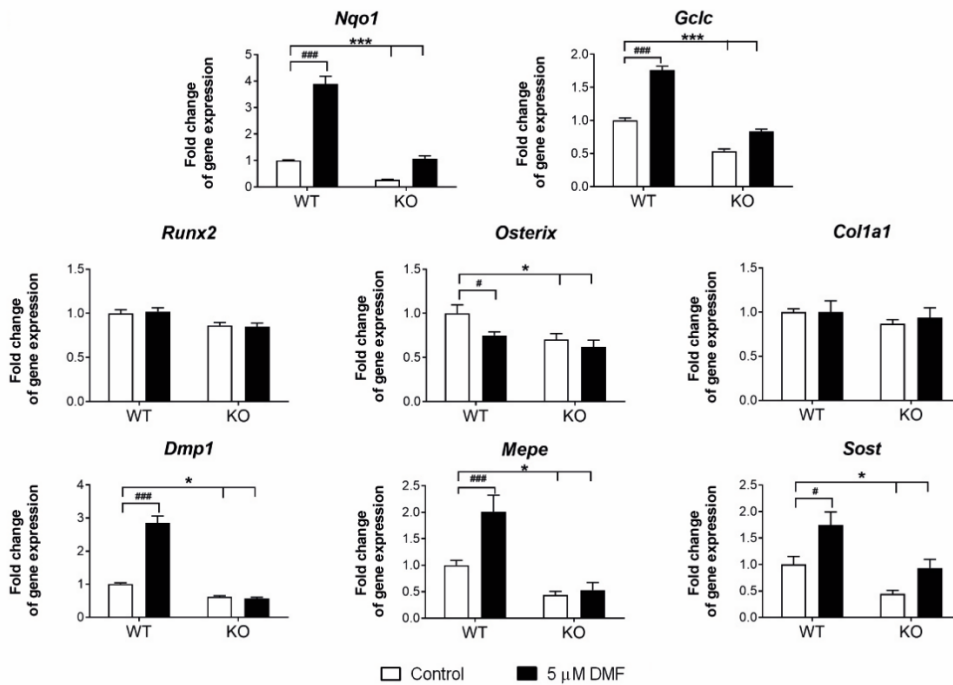 Nqo1
Gclc
Fold change
of gene expression
5
4
3
2
1
0
***
###
WT
KO
Fold change
of gene expression
2.0
1.5
1.0
0.5
0.0
***
###
WT
KO
Runx2
Osterix
Col1a1
Fold change
of gene expression
1.5
1.0
0.5
0.0
WT
KO
Fold change
of gene expression
1.5
1.0
0.5
0.0
*
#
WT
KO
Fold change
of gene expression
1.5
1.0
0.5
0.0
WT
KO
Dmp1
Mepe
Sost
Fold change
of gene expression
4
3
2
1
0
*
###
WT
KO
Fold change
of gene expression
2.5
2.0
1.5
1.0
0.5
0.0
*
###
WT
KO
Fold change
of gene expression
2.5
2.0
1.5
1.0
0.5
0.0
*
#
WT
KO
Control
5 μM DMF